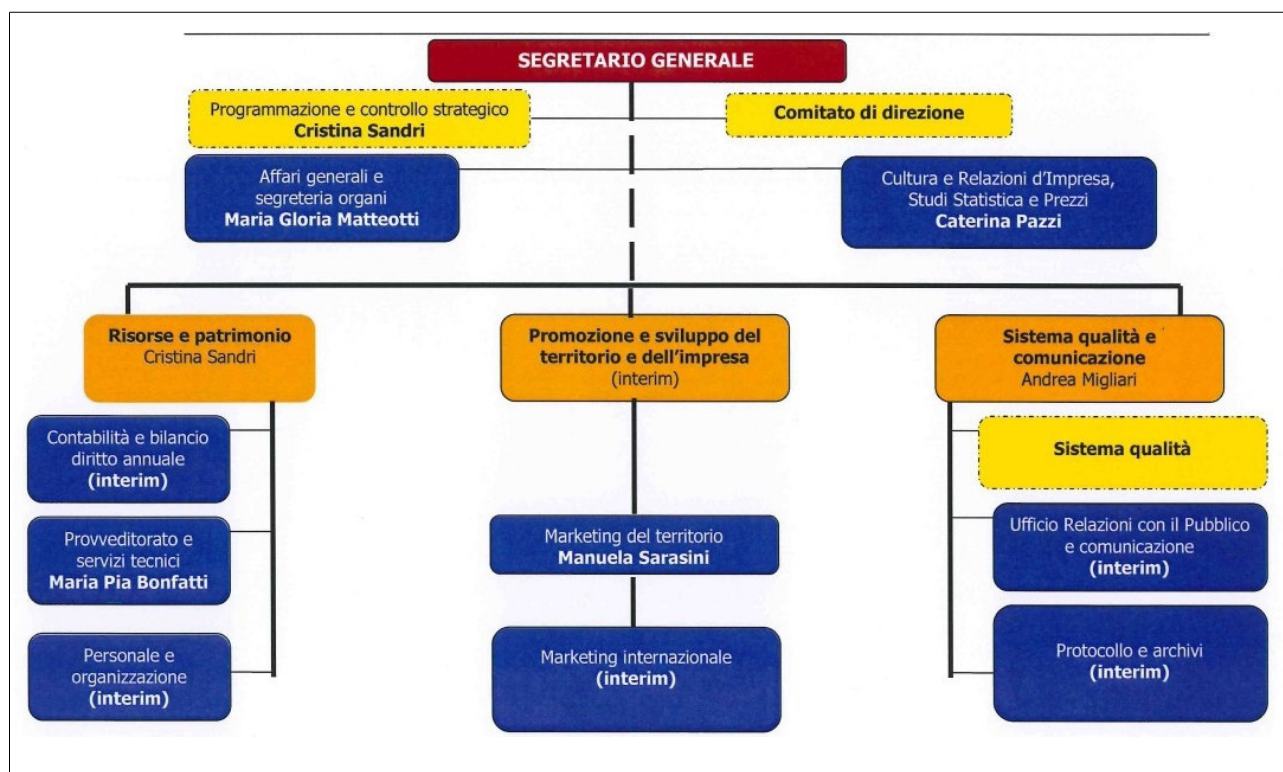 SEGRETARIO GENERALE
Programmazione e controllo strategico
Cristina Sandri
Comitato di direzione
Affari generali e
segreteria organi
Maria Gloria Matteotti
Cultura e Relazioni d'Impresa,
Studi Statistica e Prezzi
Caterina Pazzi
Risorse e patrimonio
Cristina Sandri
Promozione e sviluppo del
territorio e dell'impresa
(interim)
Sistema qualità e
comunicazione
Andrea Migliari
Contabilità e bilancio
diritto annuale
(interim)
Provveditorato e
servizi tecnici
Maria Pia Bonfatti
Personale e
organizzazione
(interim)
Marketing del territorio
Manuela Sarasini
Marketing internazionale
(interim)
Sistema qualità
Ufficio Relazioni con il Pubblico
e comunicazione
(interim)
Protocollo e archivi
(interim)